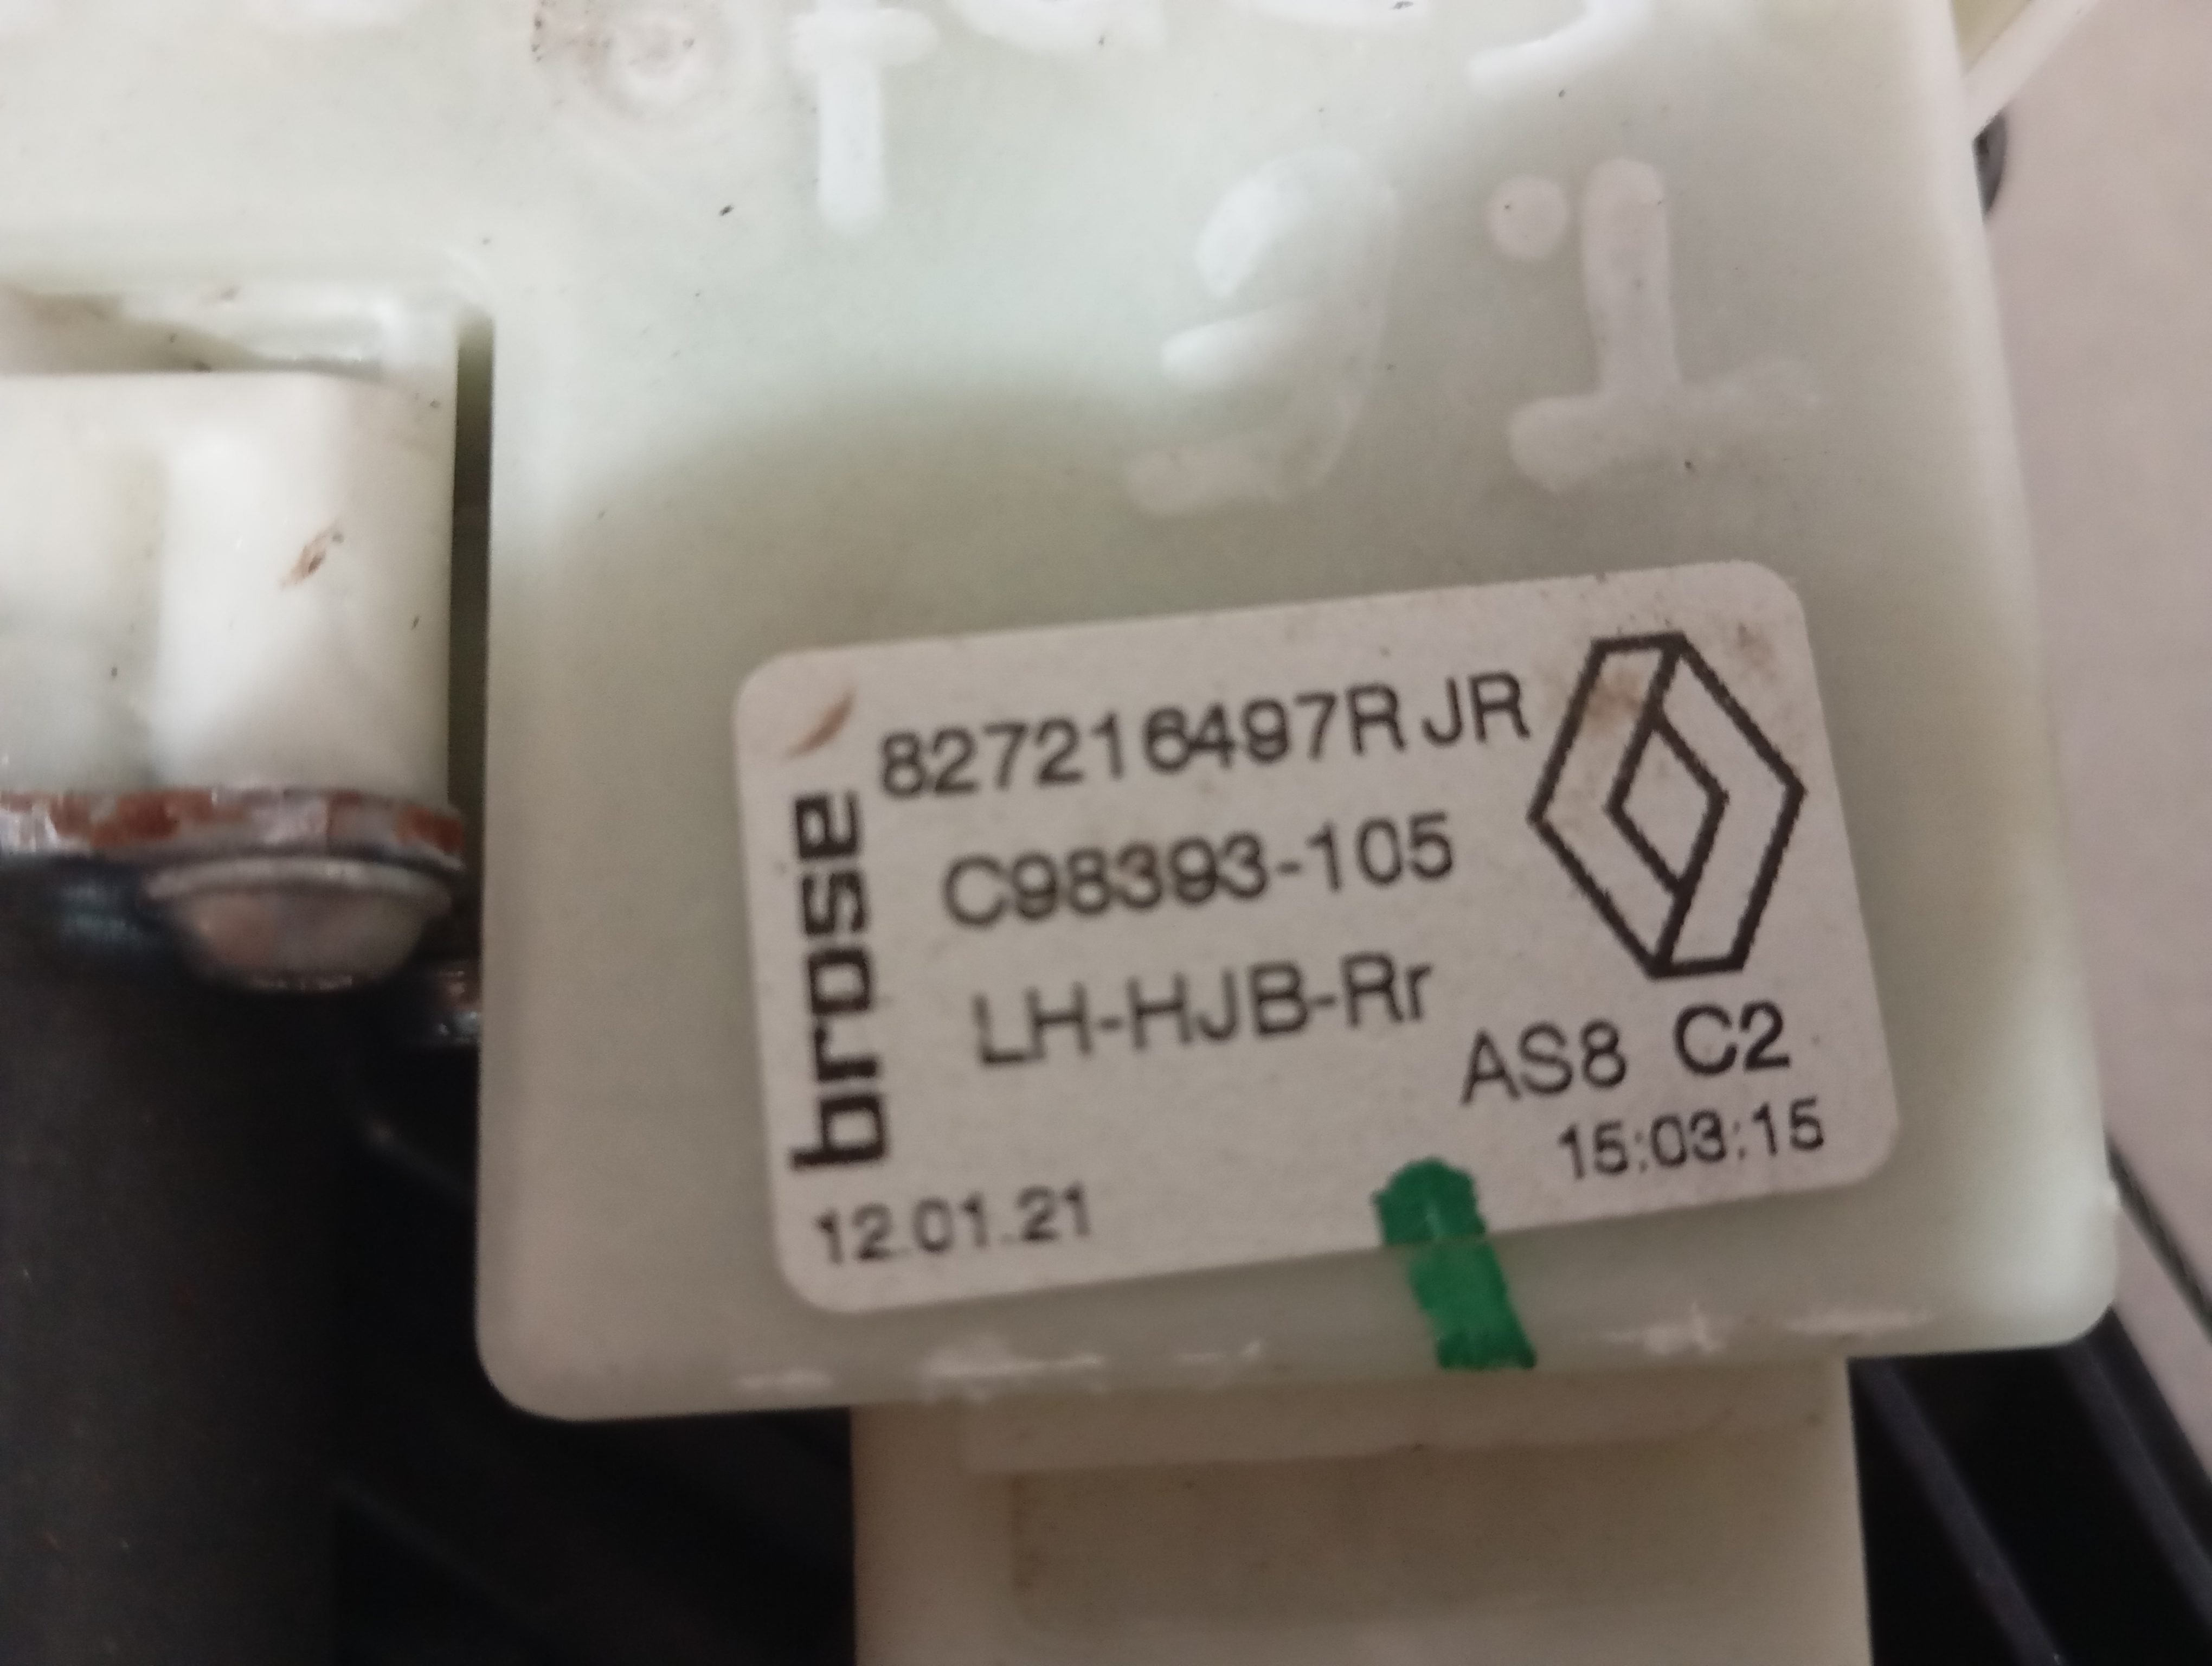 827216497R JR
C98393-105
LH-HJB-Rr
brose
AS8 C2
12.01.21
15:03:15